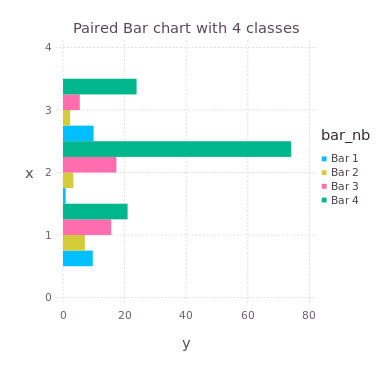 Paired Bar chart with 4 classes
4
3
2
1
0
x
0 20 40 60 80
y
bar_nb
Bar 1
Bar 2
Bar 3
Bar 4